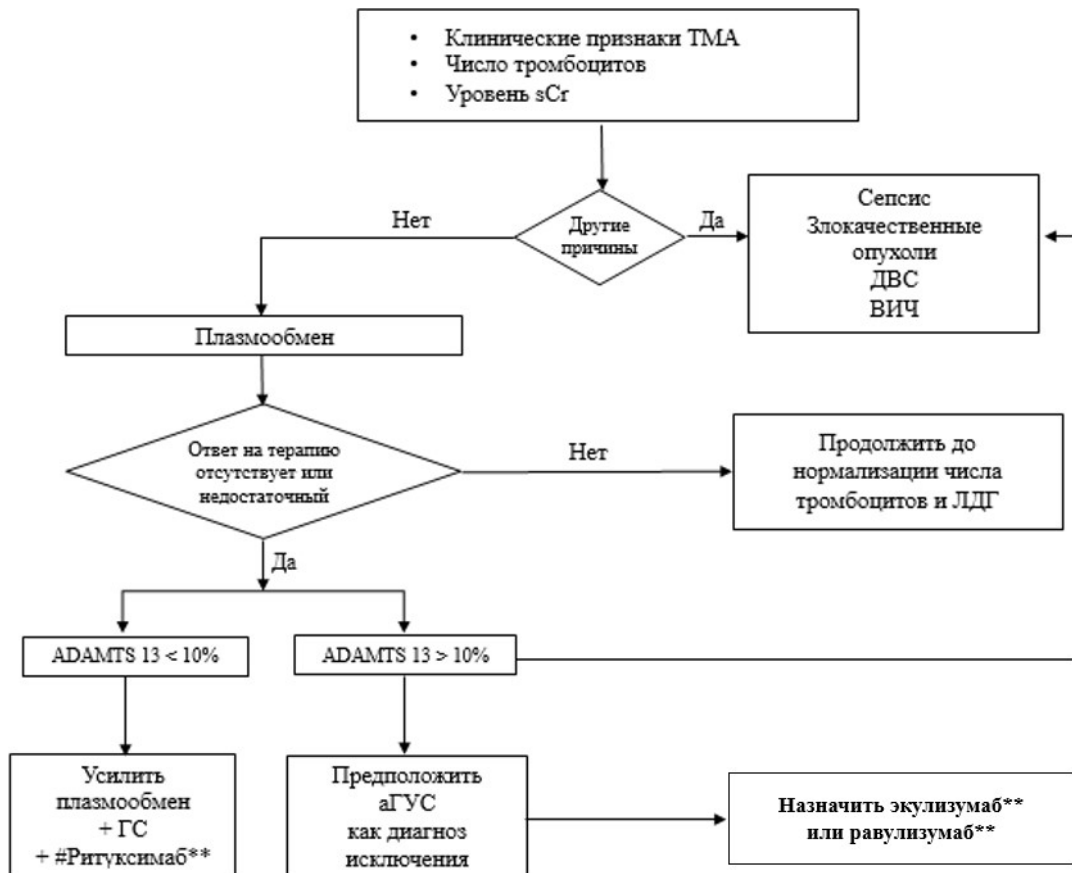 • Клинические признаки ТМА
• Число тромбоцитов
• Уровень sCr
Нет
Другие
причины
Да
Сепсис
Злокачественные
опухоли
ДВС
ВИЧ
Плазмообмен
Ответ на терапию
отсутствует или
недостаточный
Нет
Продолжить до
нормализации числа
тромбоцитов и ЛДГ
Да
ADAMTS 13 < 10%
ADAMTS 13 > 10%
Усилить
плазмообмен
+ ГС
+ #Ритуксимаб**
Предположить
аГУС
как диагноз
исключения
Назначить экулизумаб**
или равулизумаб**